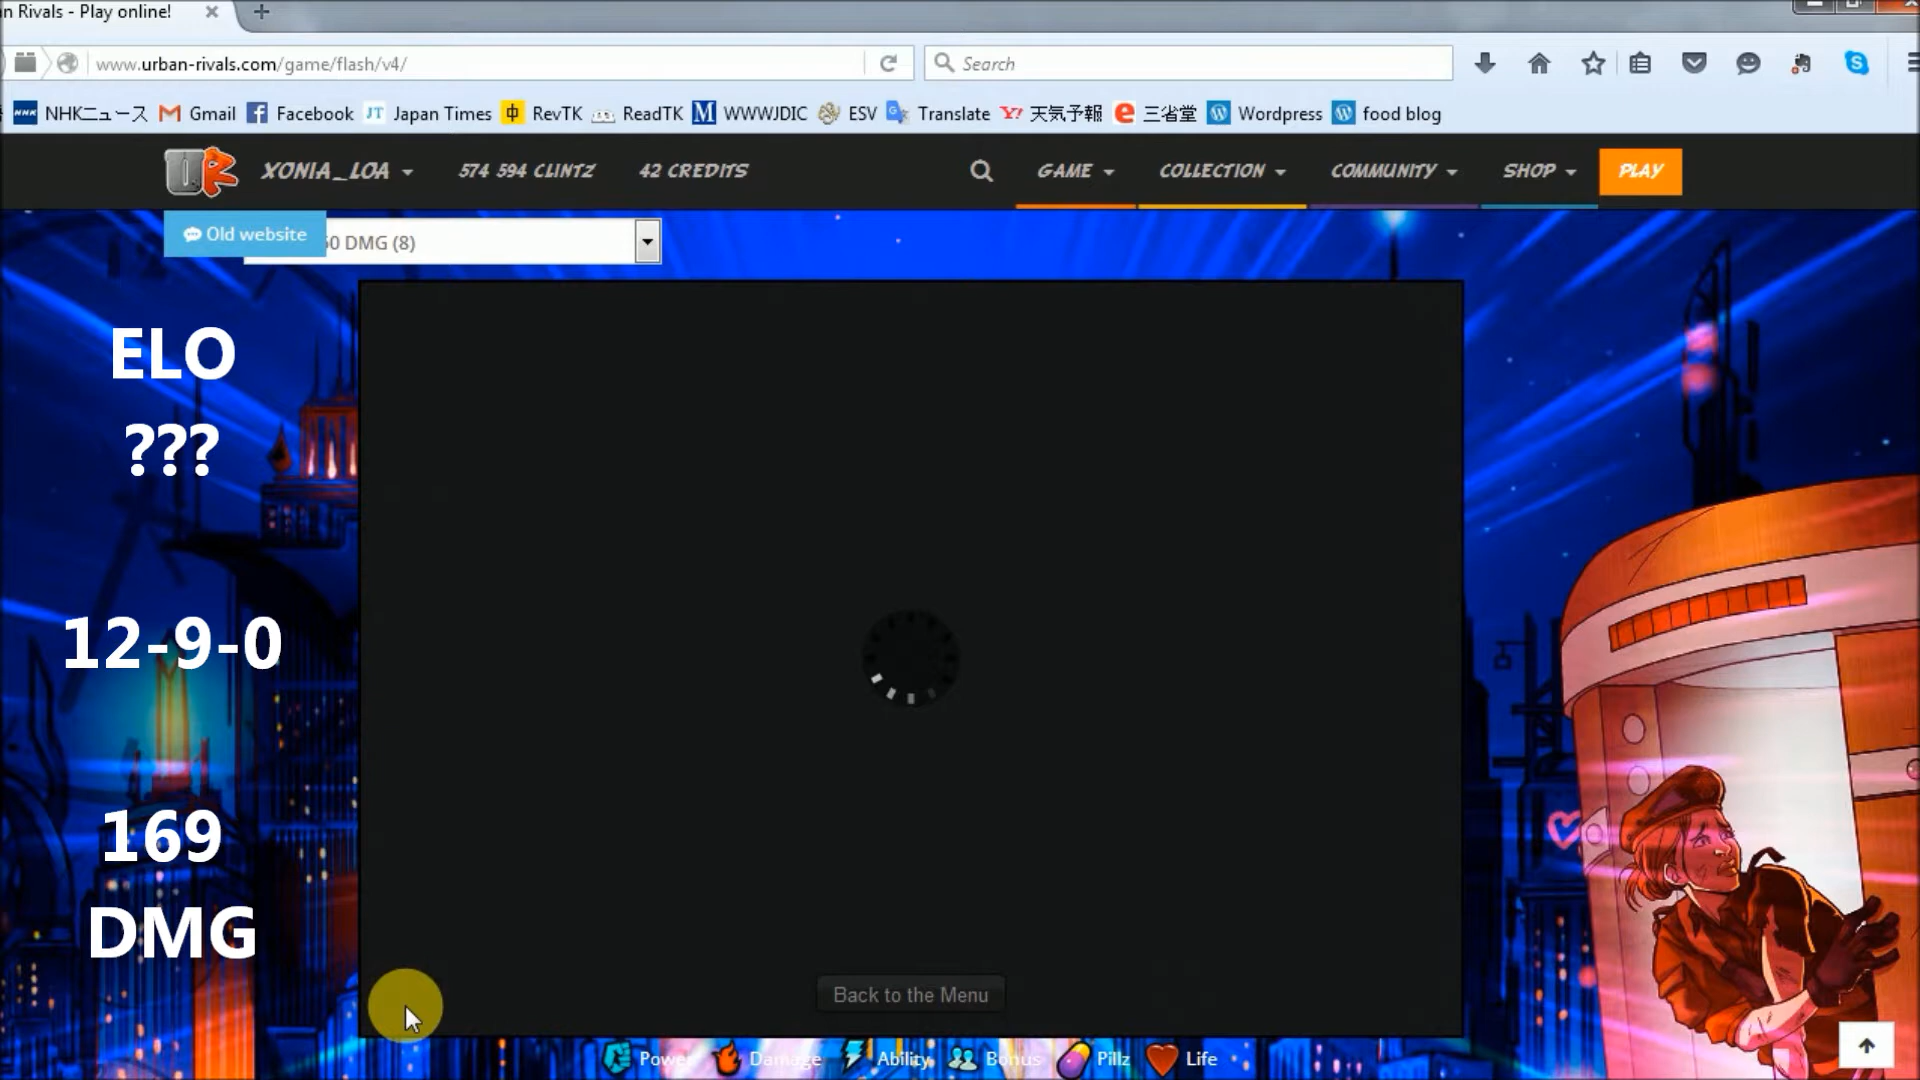 n Rivals - Play online!
www.urban-rivals.com/game/flash/v4/
Search
NHKニュース Gmail Facebook JT Japan Times RevTK ReadTK M WWWJDIC ESV Translate 天気予報 三省堂 Wordpress food blog
UR XONIA_LOA 574 594 CLINTZ 42 CREDITS GAME COLLECTION COMMUNITY SHOP PLAY
Old website
0 DMG (8)
ELO
???
12-9-0
169
DMG
Back to the Menu
Power Damage Ability Bonus Pillz Life